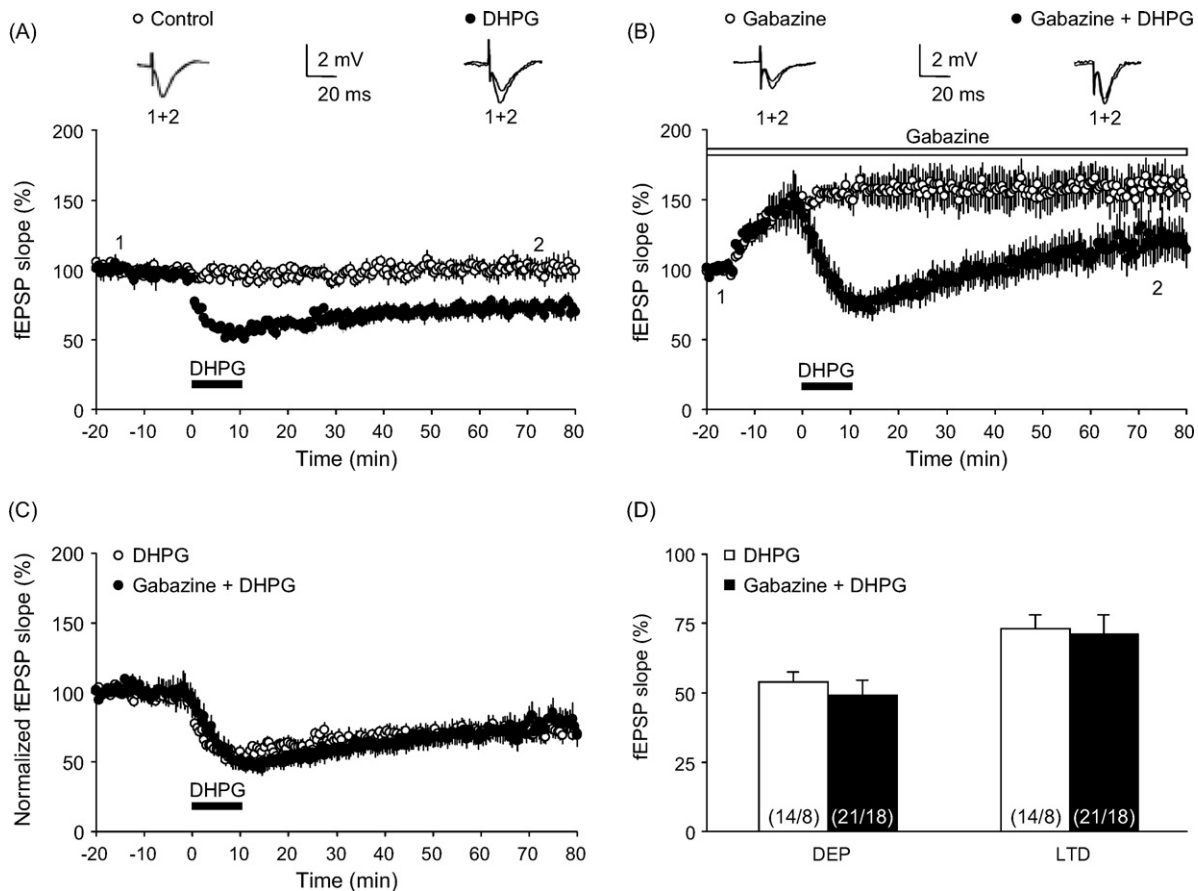 (A)
○ Control
● DHPG
2 mV
20 ms
1+2
1+2
fEPSP slope (%)
200
150
100
50
0
1
2
DHPG
-20 -10 0 10 20 30 40 50 60 70 80
Time (min)
(B)
○ Gabazine
● Gabazine + DHPG
2 mV
20 ms
1+2
1+2
Gabazine
fEPSP slope (%)
200
150
100
50
0
1
2
DHPG
-20 -10 0 10 20 30 40 50 60 70 80
Time (min)
(C)
○ DHPG
● Gabazine + DHPG
Normalized fEPSP slope (%)
200
150
100
50
0
DHPG
-20 -10 0 10 20 30 40 50 60 70 80
Time (min)
(D)
□ DHPG
■ Gabazine + DHPG
fEPSP slope (%)
100
75
50
25
0
(14/8) (21/18) (14/8) (21/18)
DEP LTD